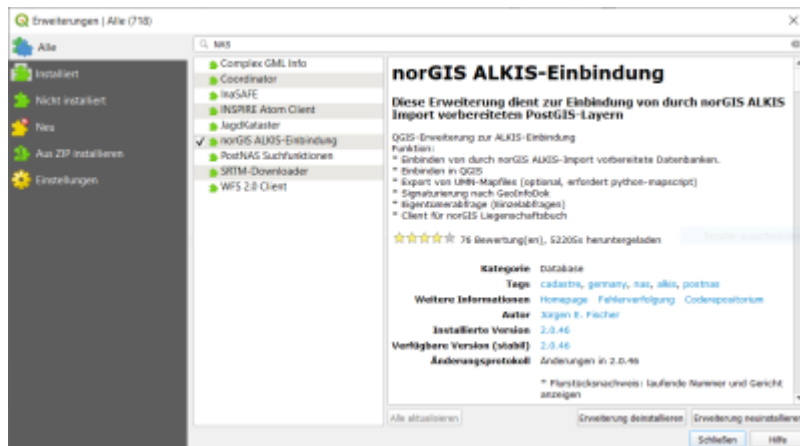 Erweiterungen | Alle (718)
Alle
Installiert
Nicht installiert
Neu
Aus ZIP installieren
Einstellungen
NAS
Complex GML Info
Coordinator
InaSAFE
INSPIRE Atom Client
JagdKataster
norGIS ALKIS-Einbindung
PostNAS Suchfunktionen
SRTM-Downloader
WFS 2.0 Client
norGIS ALKIS-Einbindung
Diese Erweiterung dient zur Einbindung von durch norGIS ALKIS
Import vorbereiteten PostGIS-Layern
QGIS-Erweiterung zur ALKIS-Einbindung
Funktion:
* Einbinden von durch norGIS ALKIS-Import vorbereitete Datenbanken.
* Einbinden in QGIS
* Export von UMN-Mapfiles (optional, erfordert python-mapscript)
* Signaturierung nach GeoInfoDok
* Eigentümerabfrage (Einzelabfragen)
* Client für norGIS Liegenschaftsbuch
76 Bewertung(en), 52205x heruntergeladen
Kategorie Database
Tags cadastre, germany, nas, alkis, postnas
Weitere Informationen Homepage Fehlerverfolgung Coderepositorium
Autor Jürgen E. Fischer
Installierte Version 2.0.46
Verfügbare Version (stabil) 2.0.46
Änderungsprotokoll Änderungen in 2.0.46
* Flurstücksnachweis: laufende Nummer und Gericht
anzeigen
Alle aktualisieren
Erweiterung deinstallieren
Erweiterung neuinstallieren
Schließen
Hilfe